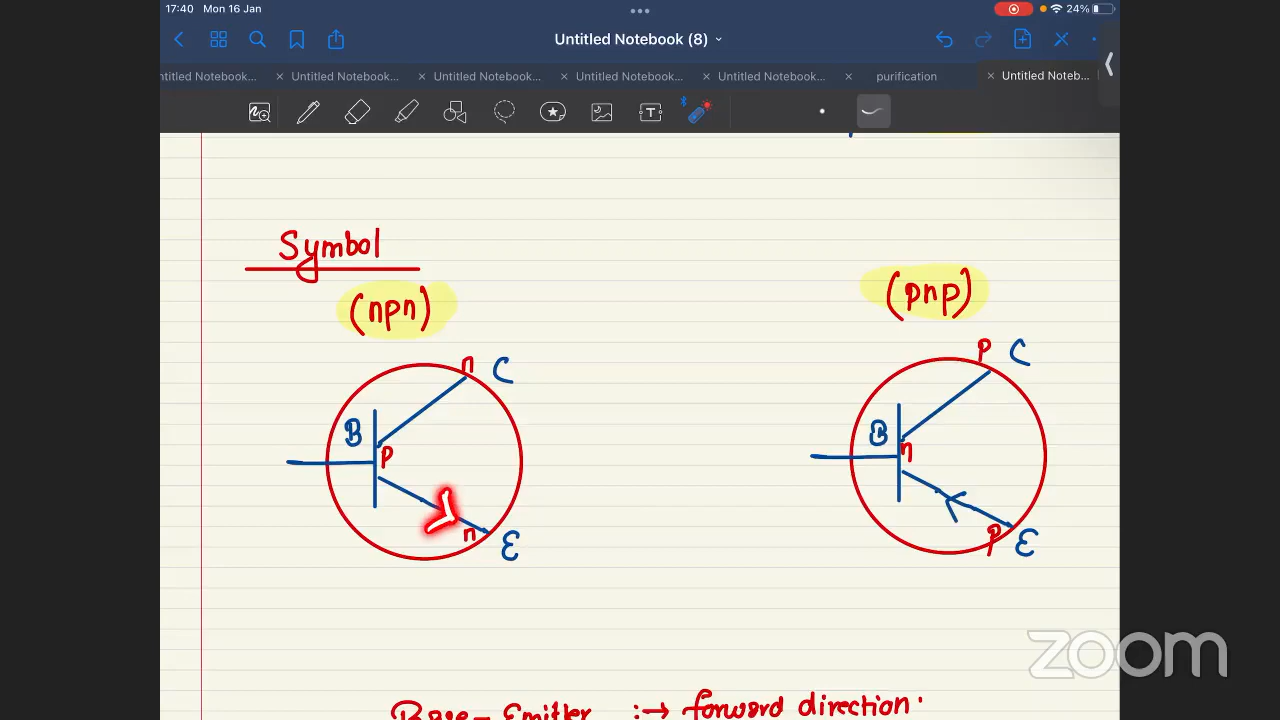 17:40 Mon 16 Jan
24%
Untitled Notebook (8)
ntitled Notebook...
Untitled Notebook...
Untitled Notebook...
Untitled Notebook...
Untitled Notebook...
purification
Untitled Noteb...
Symbol
(npn)
(pnp)
n C
p C
B
p
B
n
n E
p E
zoom
Base - Emitter :→ forward direction.